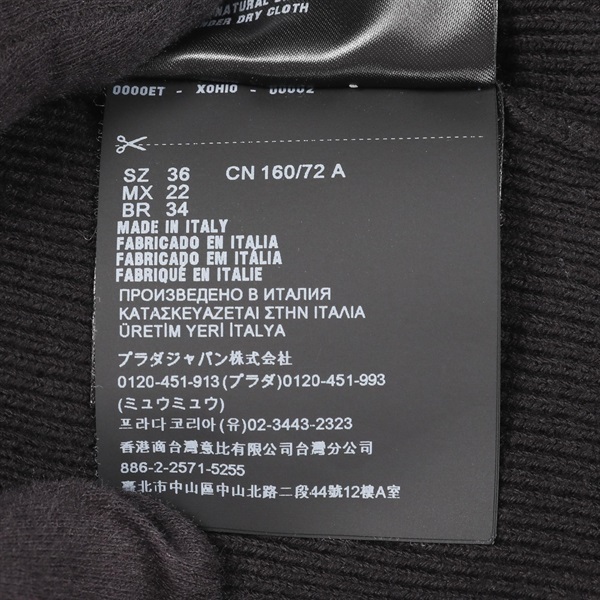 NATURAL
DRY CLOTH
0000ET - X0HI0 - 00002
SZ 36 CN 160/72 A
MX 22
BR 34
MADE IN ITALY
FABRICADO EN ITALIA
FABRICADO EM ITÁLIA
FABRIQUÉ EN ITALIE
ПРОИЗВЕДЕНО В ИТАЛИЯ
ΚΑΤΑΣΚΕΥΑΖΕΤΑΙ ΣΤΗΝ ΙΤΑΛΙΑ
ÜRETİM YERİ İTALYA
プラダジャパン株式会社
0120-451-913 (プラダ)0120-451-993
(ミュウミュウ)
프라다코리아 (유)02-3443-2323
香港商台灣意比有限公司台灣分公司
886-2-2571-5255
臺北市中山區中山北路二段44號12樓A室